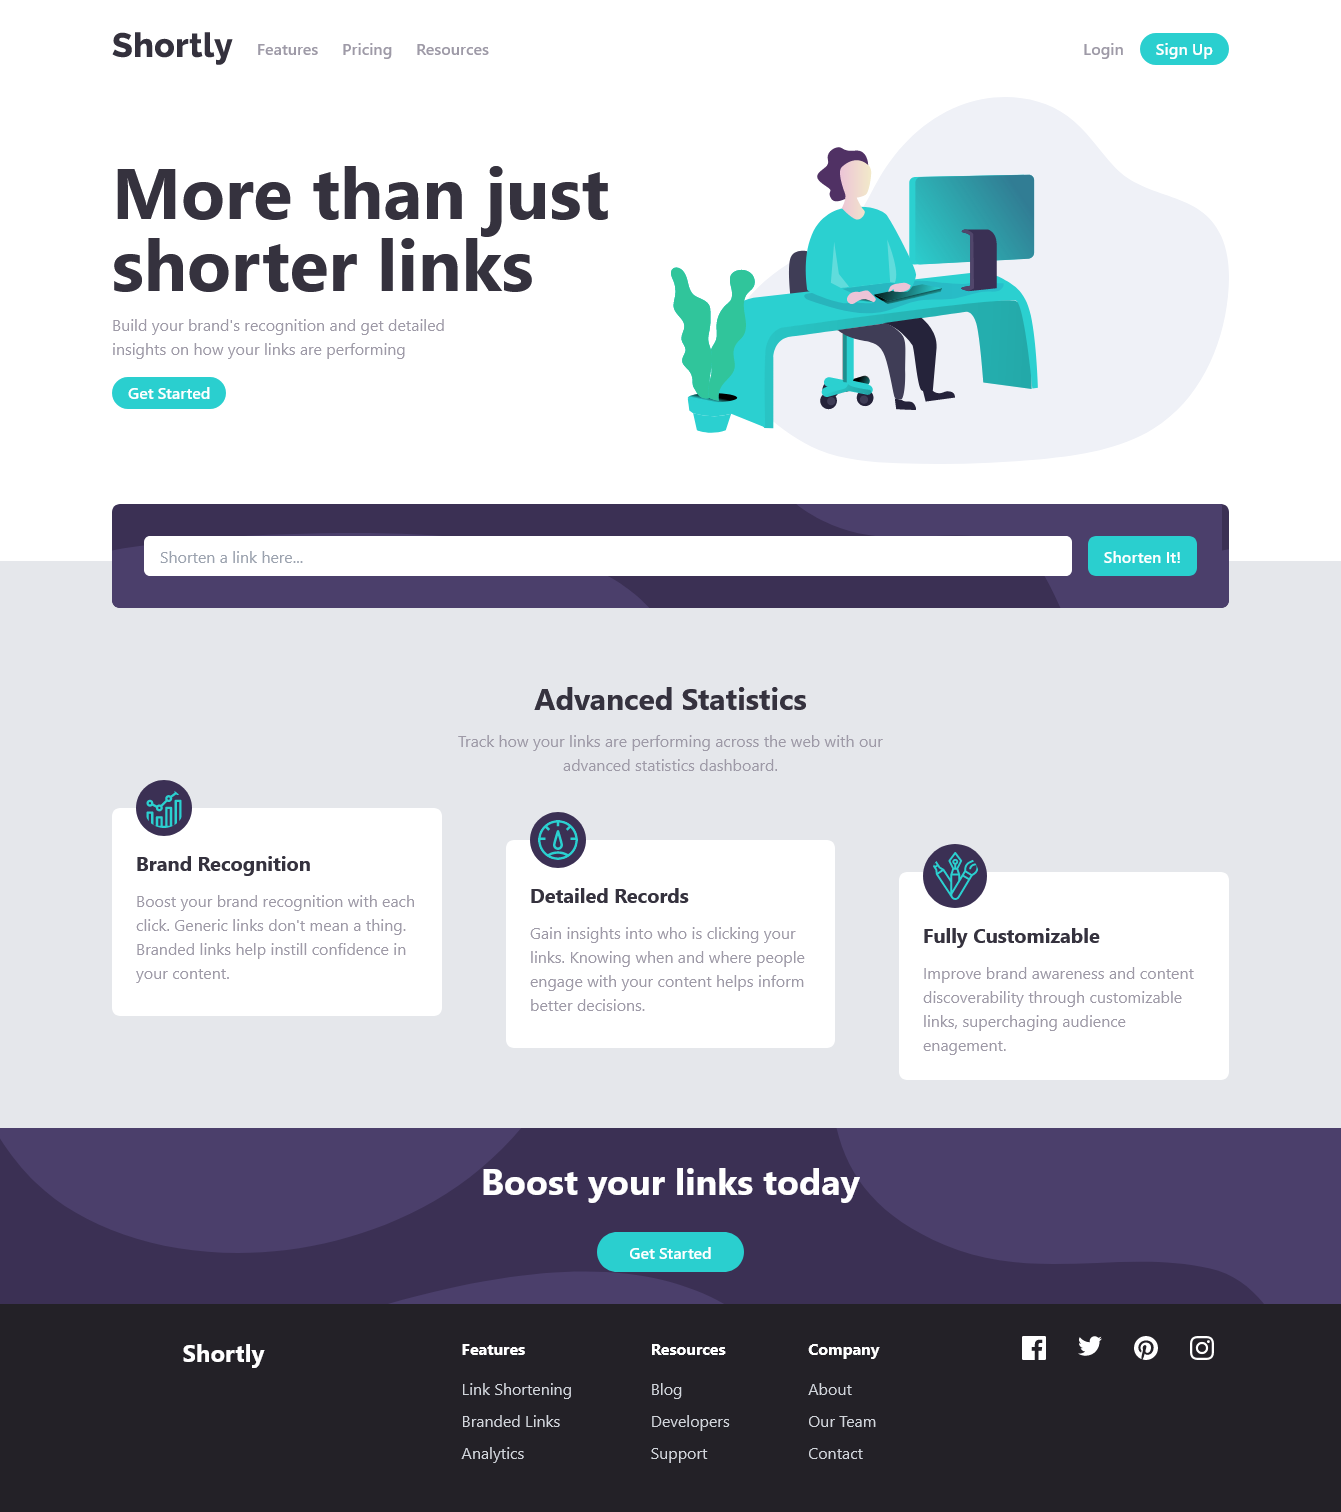 Shortly
Features
Pricing
Resources
Login
Sign Up
More than just
shorter links
Build your brand's recognition and get detailed
insights on how your links are performing
Get Started
Shorten a link here...
Shorten It!
Advanced Statistics
Track how your links are performing across the web with our
advanced statistics dashboard.
Brand Recognition
Boost your brand recognition with each
click. Generic links don't mean a thing.
Branded links help instill confidence in
your content.
Detailed Records
Gain insights into who is clicking your
links. Knowing when and where people
engage with your content helps inform
better decisions.
Fully Customizable
Improve brand awareness and content
discoverability through customizable
links, superchaging audience
enagement.
Boost your links today
Get Started
Shortly
Features
Link Shortening
Branded Links
Analytics
Resources
Blog
Developers
Support
Company
About
Our Team
Contact